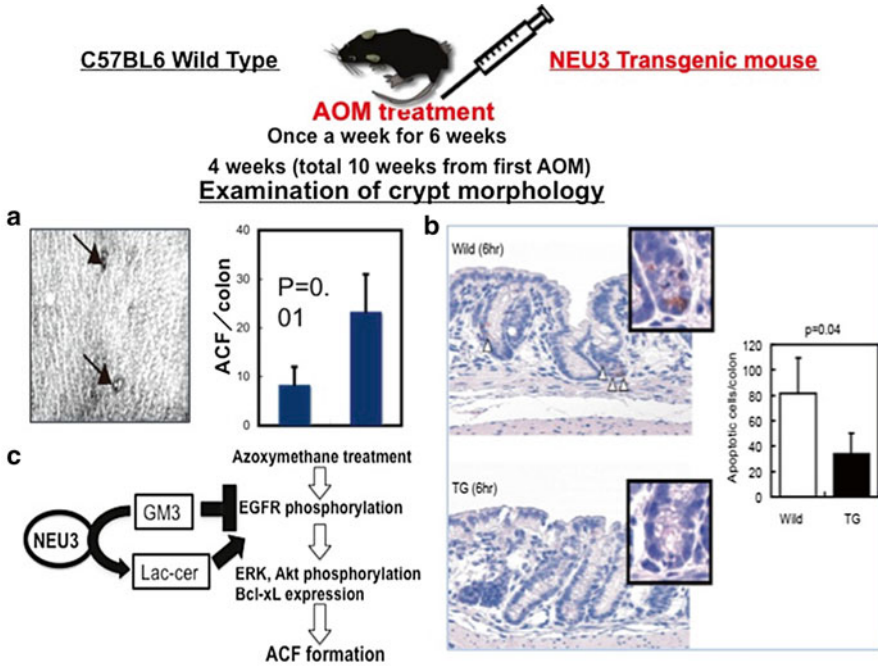 C57BL6 Wild Type
NEU3 Transgenic mouse
AOM treatment
Once a week for 6 weeks
4 weeks (total 10 weeks from first AOM)
Examination of crypt morphology
a
40
30
20
10
0
ACF/colon
P=0.
01
b
Wild (6hr)
TG (6hr)
p=0.04
120
100
80
60
40
20
0
Apoptotic cells/colon
Wild
TG
c
NEU3
GM3
Lac-cer
Azoxymethane treatment
EGFR phosphorylation
ERK, Akt phosphorylation
Bcl-xL expression
ACF formation